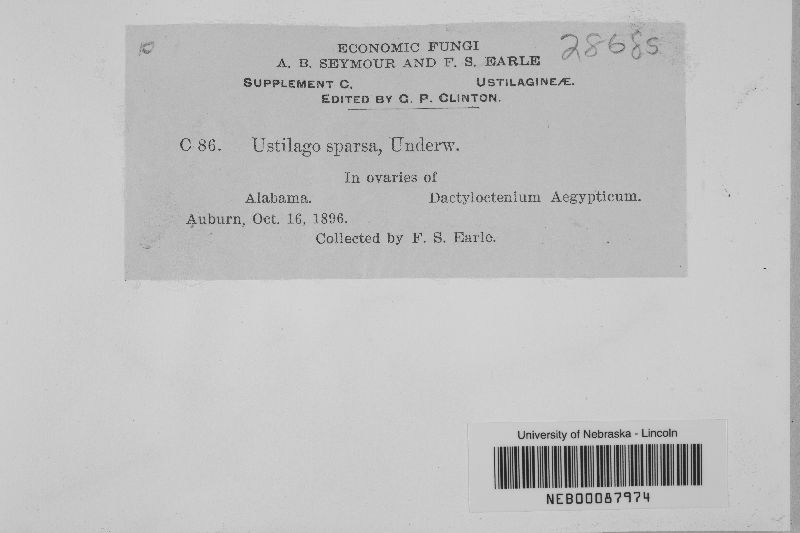 ECONOMIC FUNGI
28685
A. B. SEYMOUR AND F. S. EARLE
SUPPLEMENT C. USTILAGINEÆ.
EDITED BY G. P. CLINTON.
C 86. Ustilago sparsa, Underw.
In ovaries of
Alabama. Dactyloctenium Aegypticum.
Auburn, Oct. 16, 1896.
Collected by F. S. Earle.
University of Nebraska - Lincoln
NEB00087974